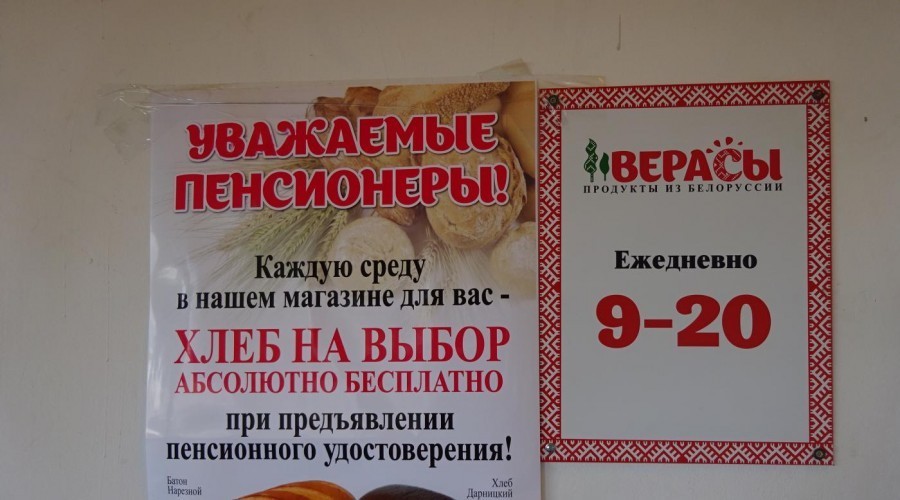 УВАЖАЕМЫЕ
ПЕНСИОНЕРЫ!
Каждую среду
в нашем магазине для вас -
ХЛЕБ НА ВЫБОР
АБСОЛЮТНО БЕСПЛАТНО
при предъявлении
пенсионного удостоверения!
Батон
Нарезной
Хлеб
Дарницкий
ВЕРАСЫ
ПРОДУКТЫ ИЗ БЕЛОРУССИИ
Ежедневно
9-20